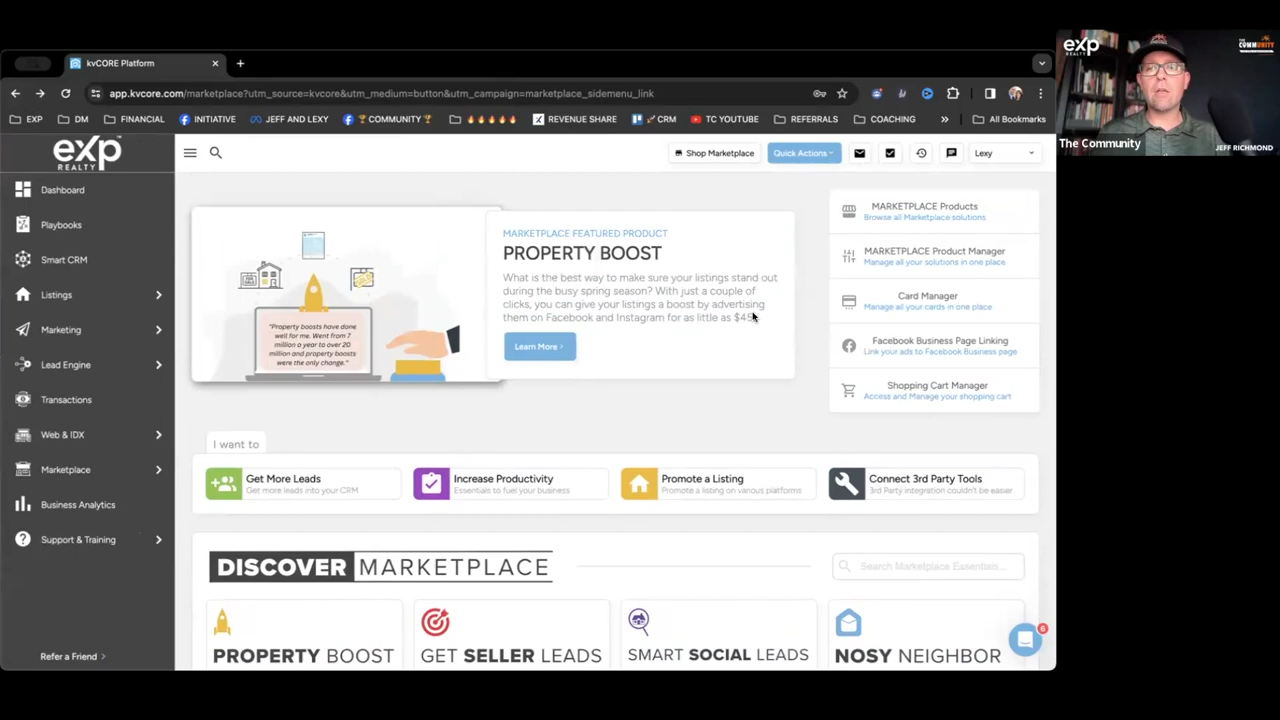 kvCORE Platform
app.kvcore.com/marketplace?utm_source=kvcore&utm_medium=button&utm_campaign=marketplace_sidemenu_link
EXP
DM
FINANCIAL
INITIATIVE
JEFF AND LEXY
COMMUNITY
REVENUE SHARE
CRM
TC YOUTUBE
REFERRALS
COACHING
All Bookmarks
exp
REALTY
Dashboard
Playbooks
Smart CRM
Listings
Marketing
Lead Engine
Transactions
Web & IDX
Marketplace
Business Analytics
Support & Training
Refer a Friend
Shop Marketplace
Quick Actions
Lexy
"Property boosts have done
well for me. Went from 7
million a year to over 20
million and property boosts
were the only change."
MARKETPLACE FEATURED PRODUCT
PROPERTY BOOST
What is the best way to make sure your listings stand out
during the busy spring season? With just a couple of
clicks, you can give your listings a boost by advertising
them on Facebook and Instagram for as little as $45
Learn More
MARKETPLACE Products
Browse all Marketplace solutions
MARKETPLACE Product Manager
Manage all your solutions in one place
Card Manager
Manage all your cards in one place
Facebook Business Page Linking
Link your ads to Facebook Business page
Shopping Cart Manager
Access and Manage your shopping cart
I want to
Get More Leads
Get more leads into your CRM
Increase Productivity
Essentials to fuel your business
Promote a Listing
Promote a listing on various platforms
Connect 3rd Party Tools
3rd Party integration couldn't be easier
DISCOVER MARKETPLACE
Search Marketplace Essentials...
PROPERTY BOOST
GET SELLER LEADS
SMART SOCIAL LEADS
NOSY NEIGHBOR
6
exp
REALTY
THE
COMMUNITY
The Community
JEFF RICHMOND